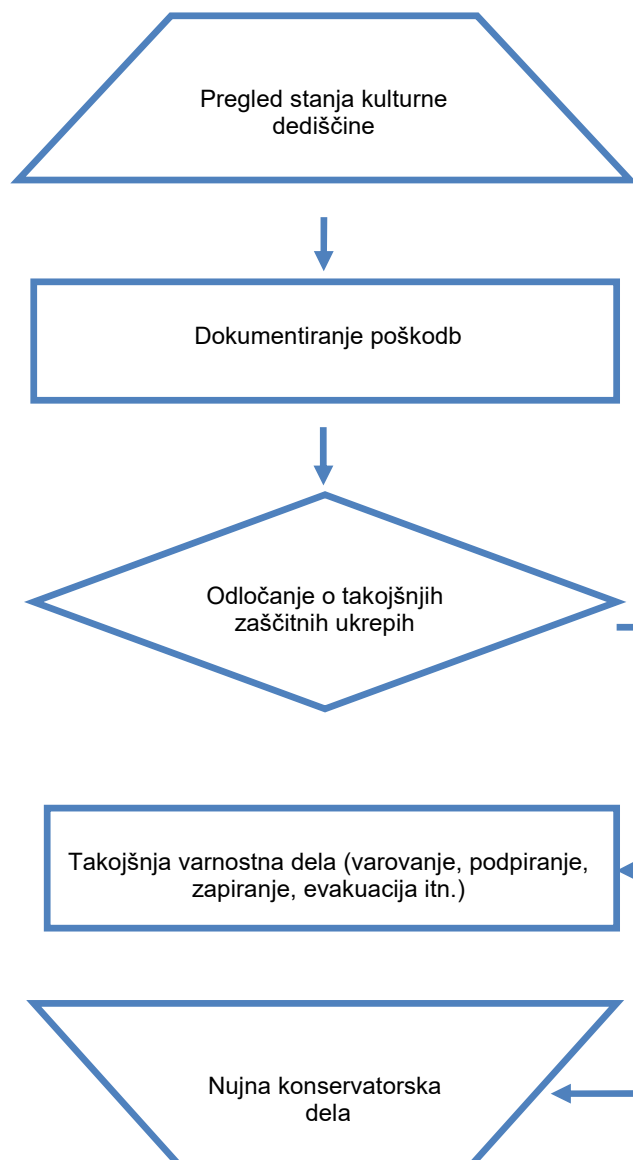 Pregled stanja kulturne
dediščine
Dokumentiranje poškodb
Odločanje o takojšnjih
zaščitnih ukrepih
Takojšnja varnostna dela (varovanje, podpiranje,
zapiranje, evakuacija itn.)
Nujna konservatorska
dela